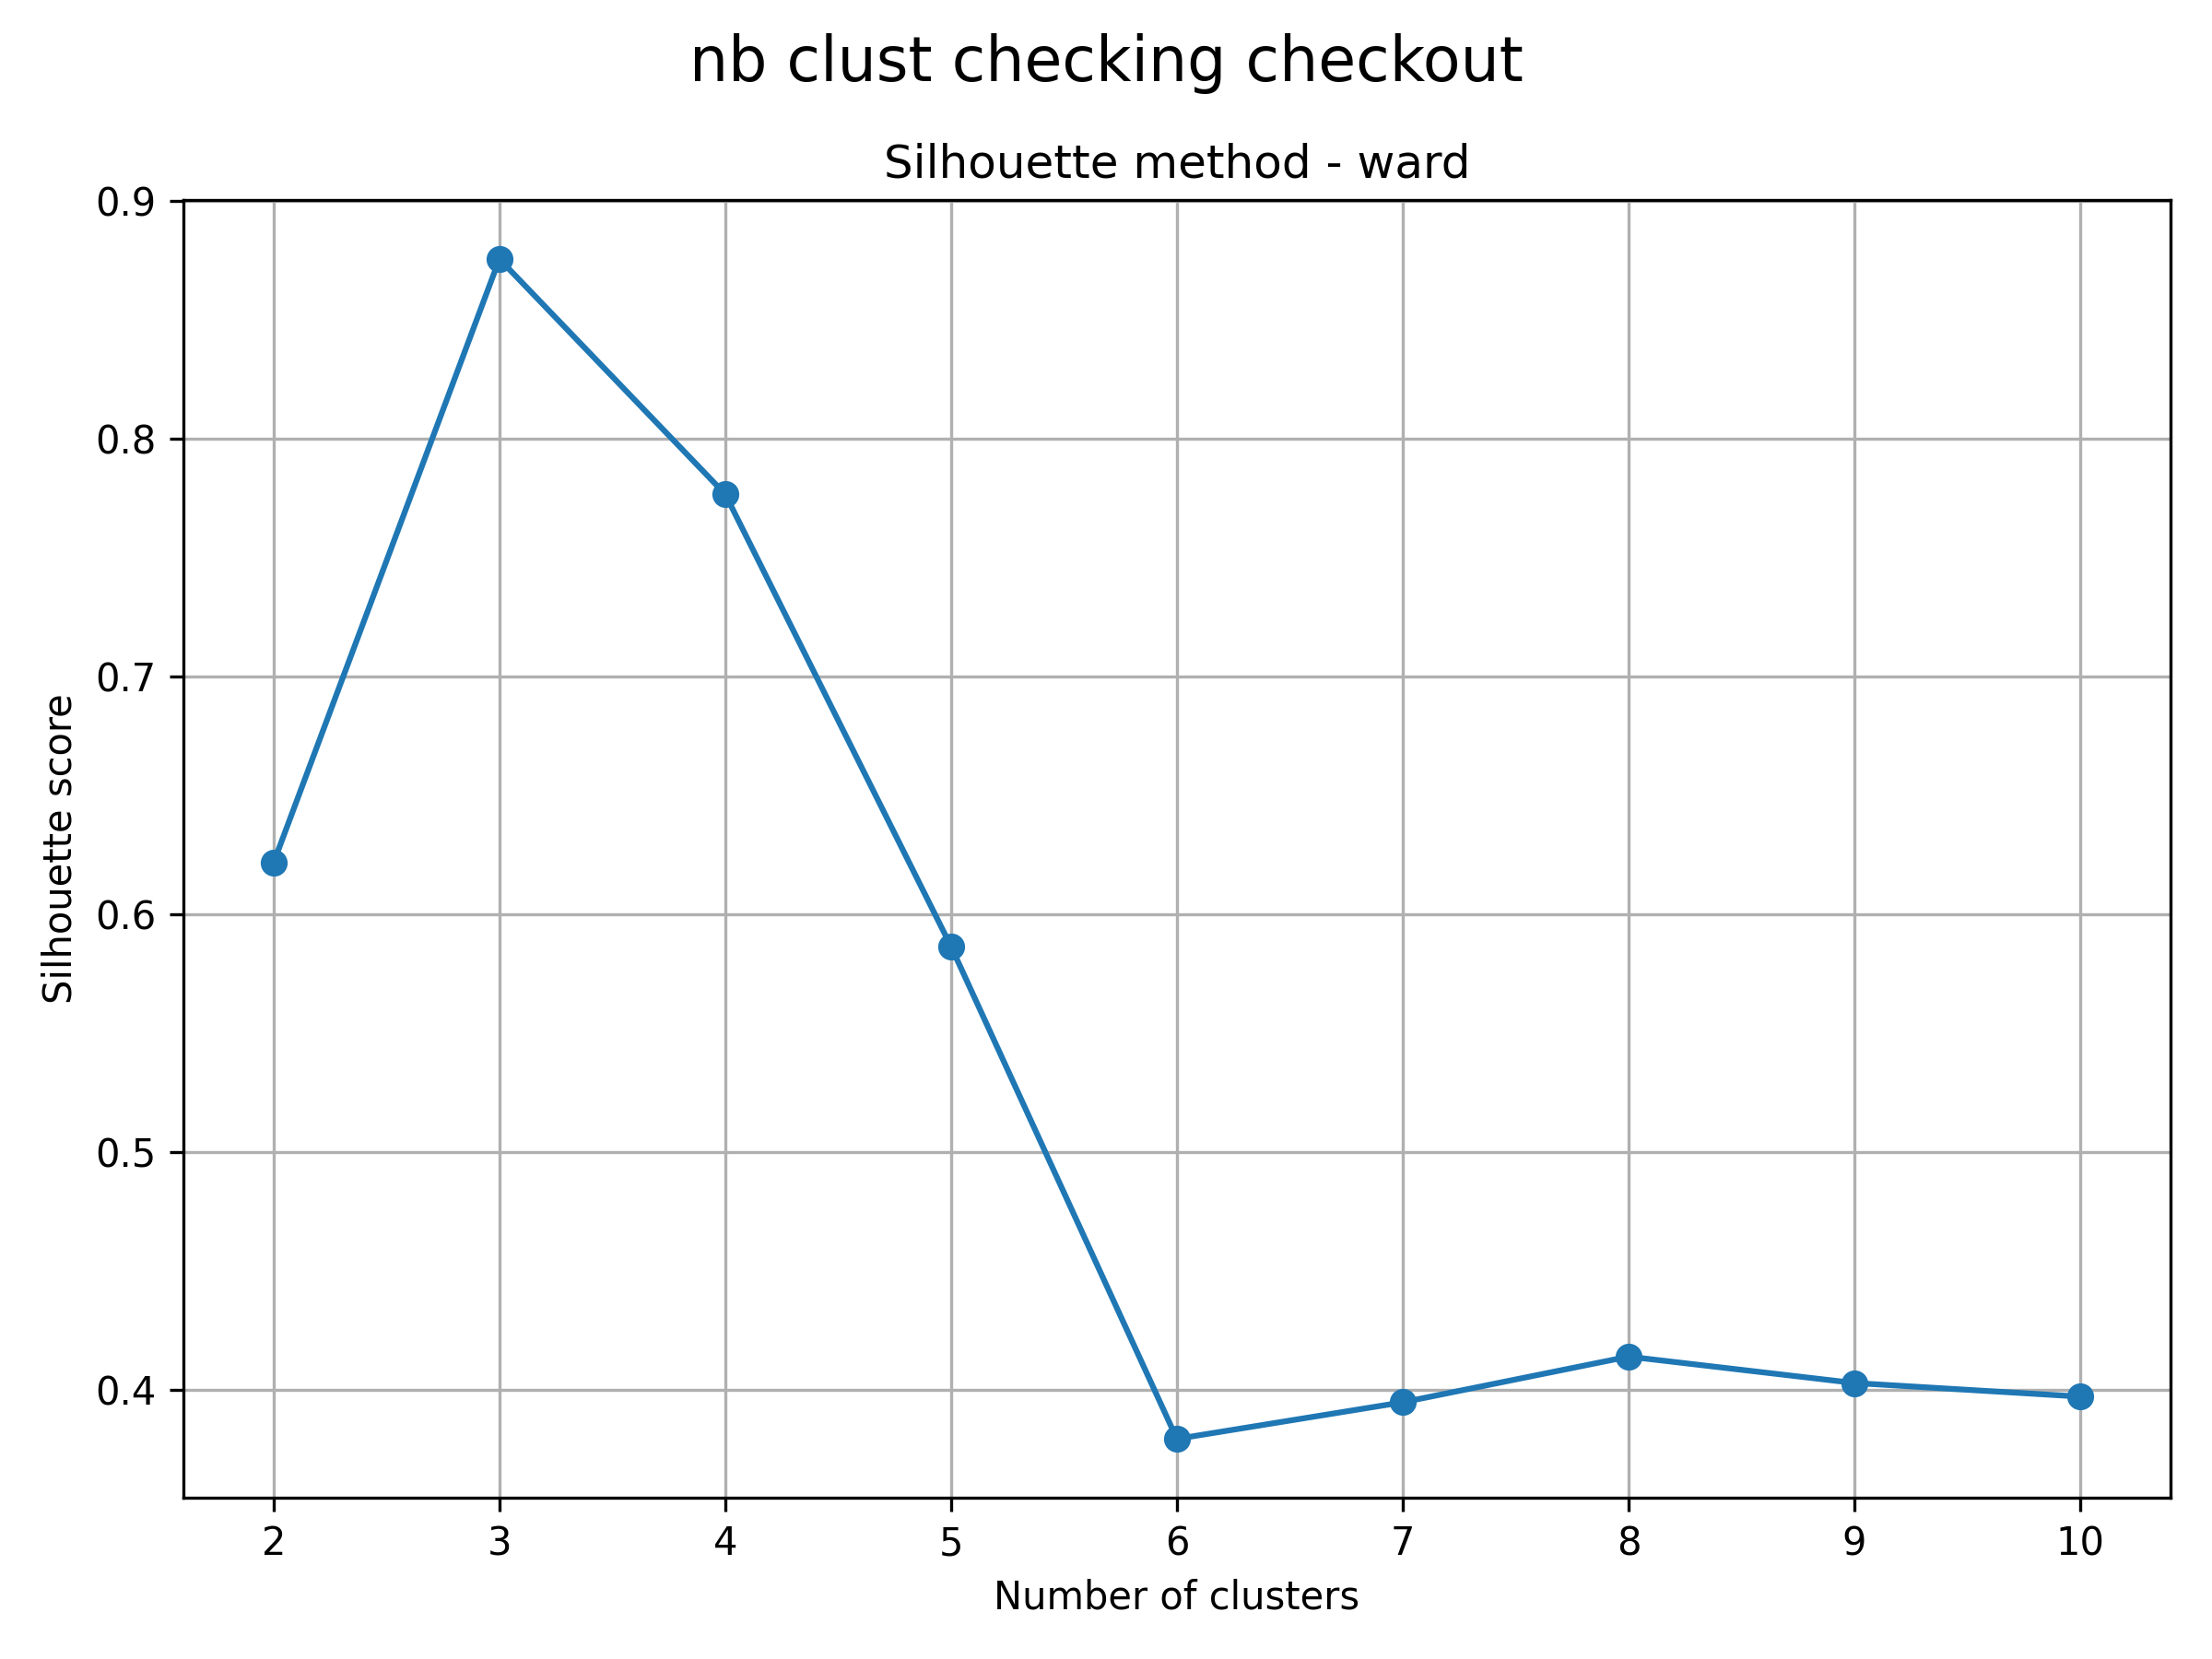 nb clust checking checkout
Silhouette method - ward
Silhouette score
0.9
0.8
0.7
0.6
0.5
0.4
2 3 4 5 6 7 8 9 10
Number of clusters